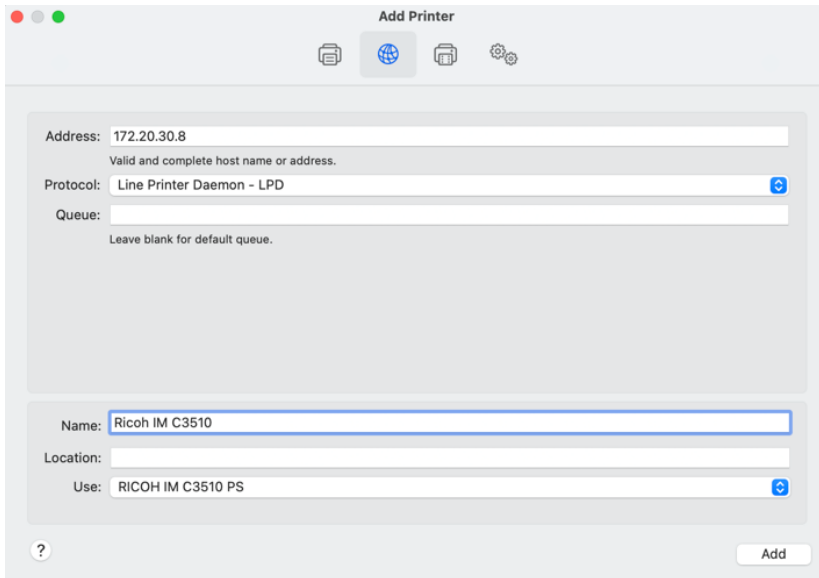 Add Printer
Address: 172.20.30.8
Valid and complete host name or address.
Protocol: Line Printer Daemon - LPD
Queue:
Leave blank for default queue.
Name: Ricoh IM C3510
Location:
Use: RICOH IM C3510 PS
?
Add